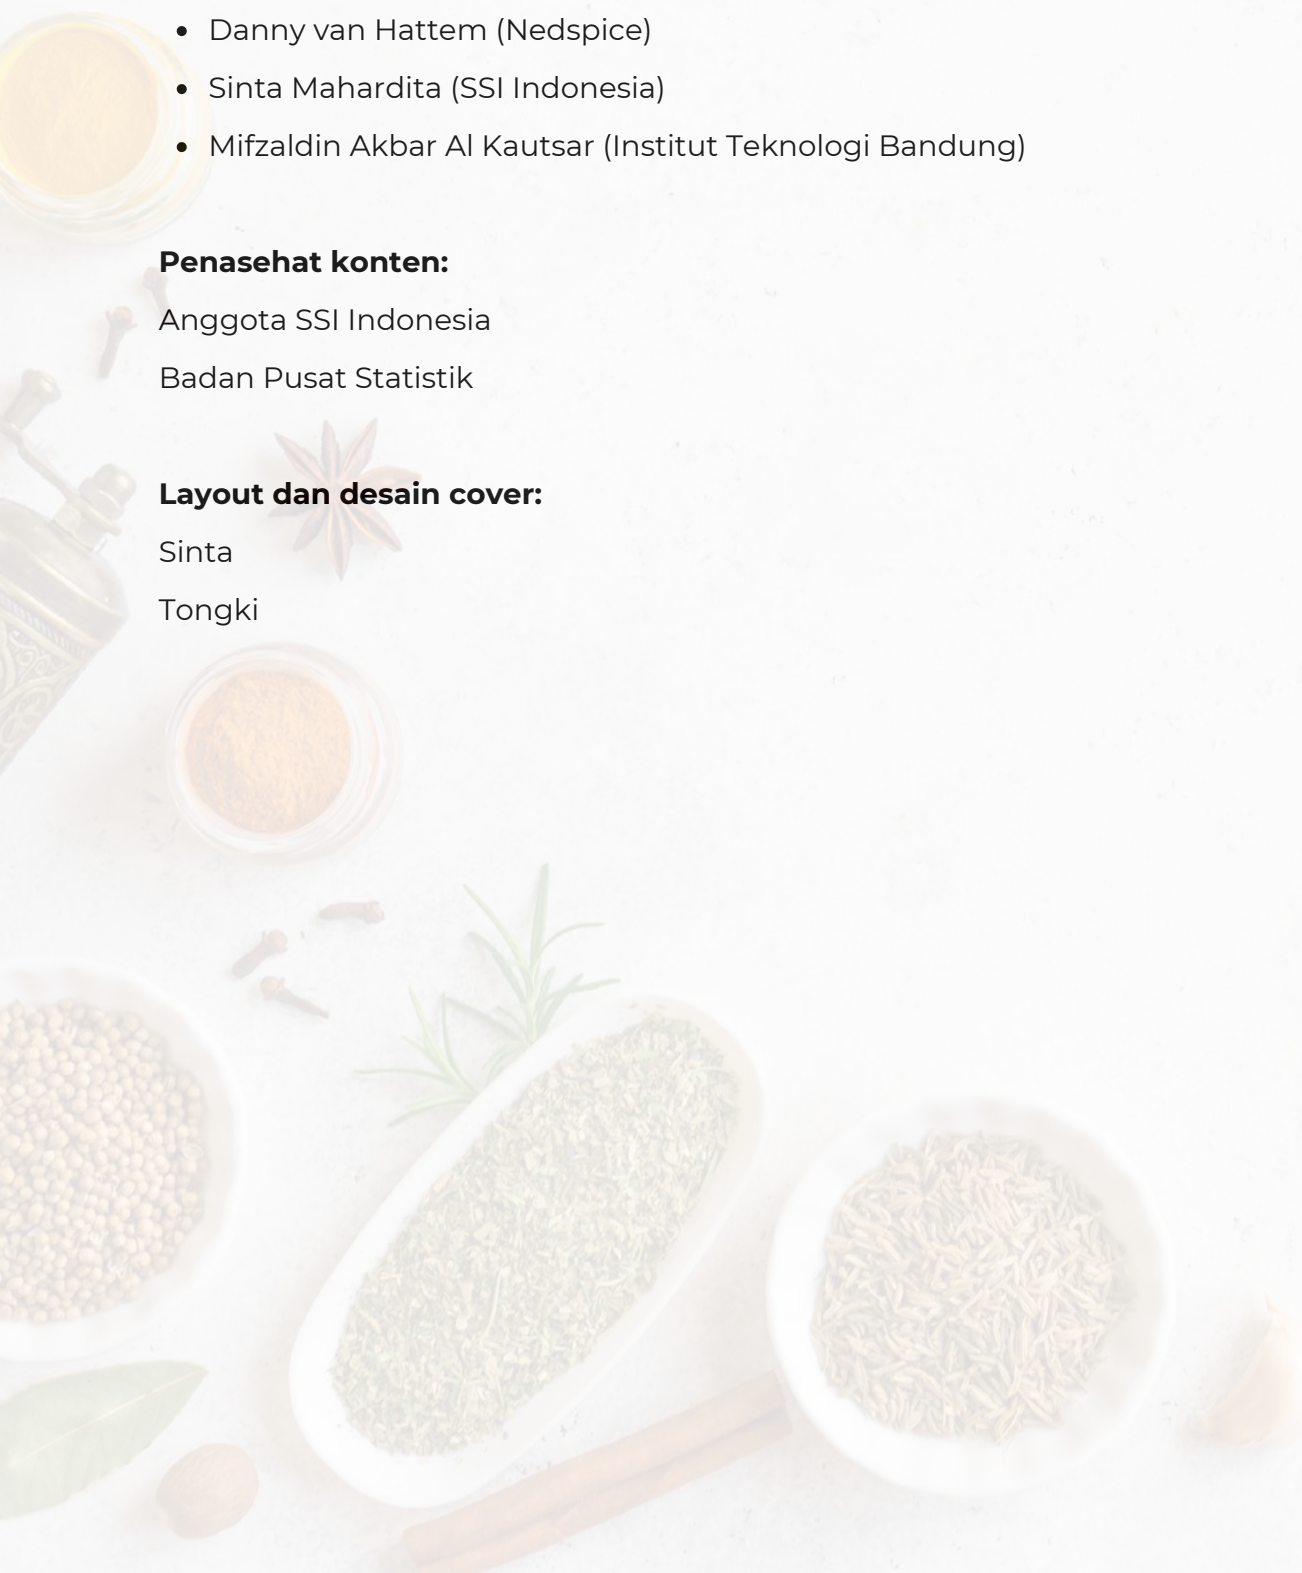 • Danny van Hattem (Nedspice)
• Sinta Mahardita (SSI Indonesia)
• Mifzaldin Akbar Al Kautsar (Institut Teknologi Bandung)
Penasehat konten:
Anggota SSI Indonesia
Badan Pusat Statistik
Layout dan desain cover:
Sinta
Tongki